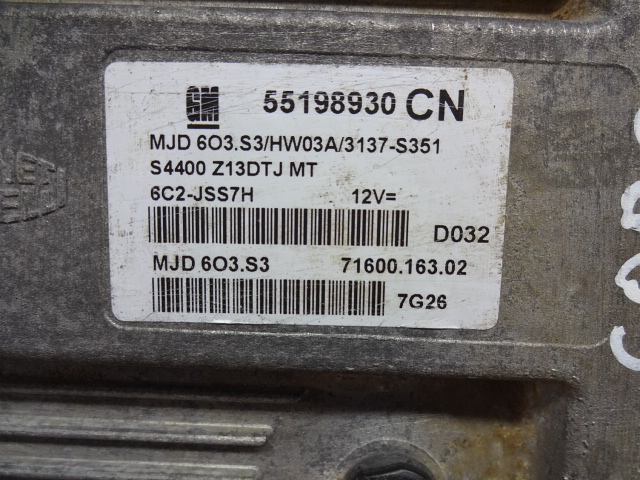 GM 55198930 CN
MJD 6O3.S3/HW03A/3137-S351
S4400 Z13DTJ MT
6C2-JSS7H 12V=
D032
MJD 6O3.S3 71600.163.02
7G26